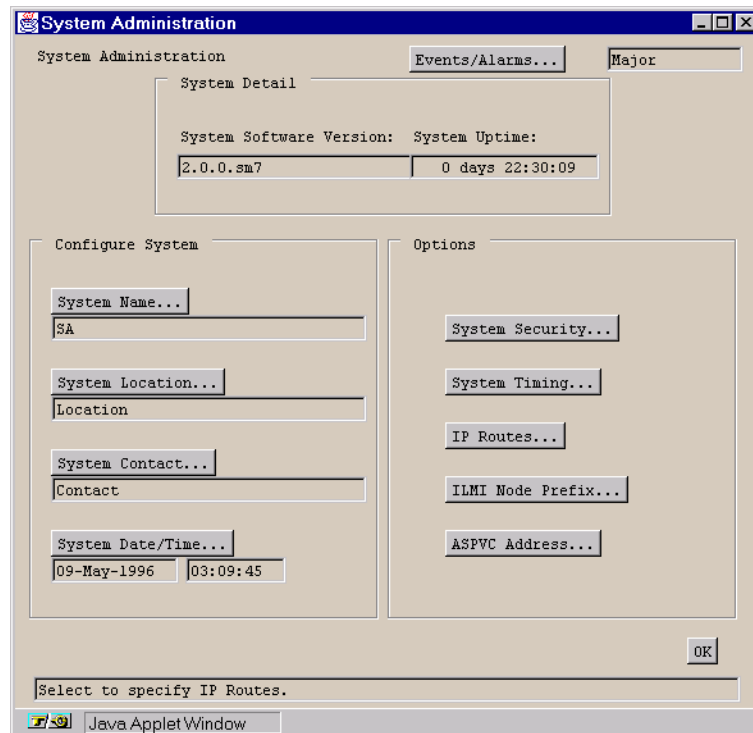 System Administration
System Administration
Events/Alarms...
Major
System Detail
System Software Version: System Uptime:
2.0.0.sm7
0 days 22:30:09
Configure System
System Name...
SA
System Location...
Location
System Contact...
Contact
System Date/Time...
09-May-1996 03:09:45
Options
System Security...
System Timing...
IP Routes...
ILMI Node Prefix...
ASPVC Address...
OK
Select to specify IP Routes.
Java Applet Window